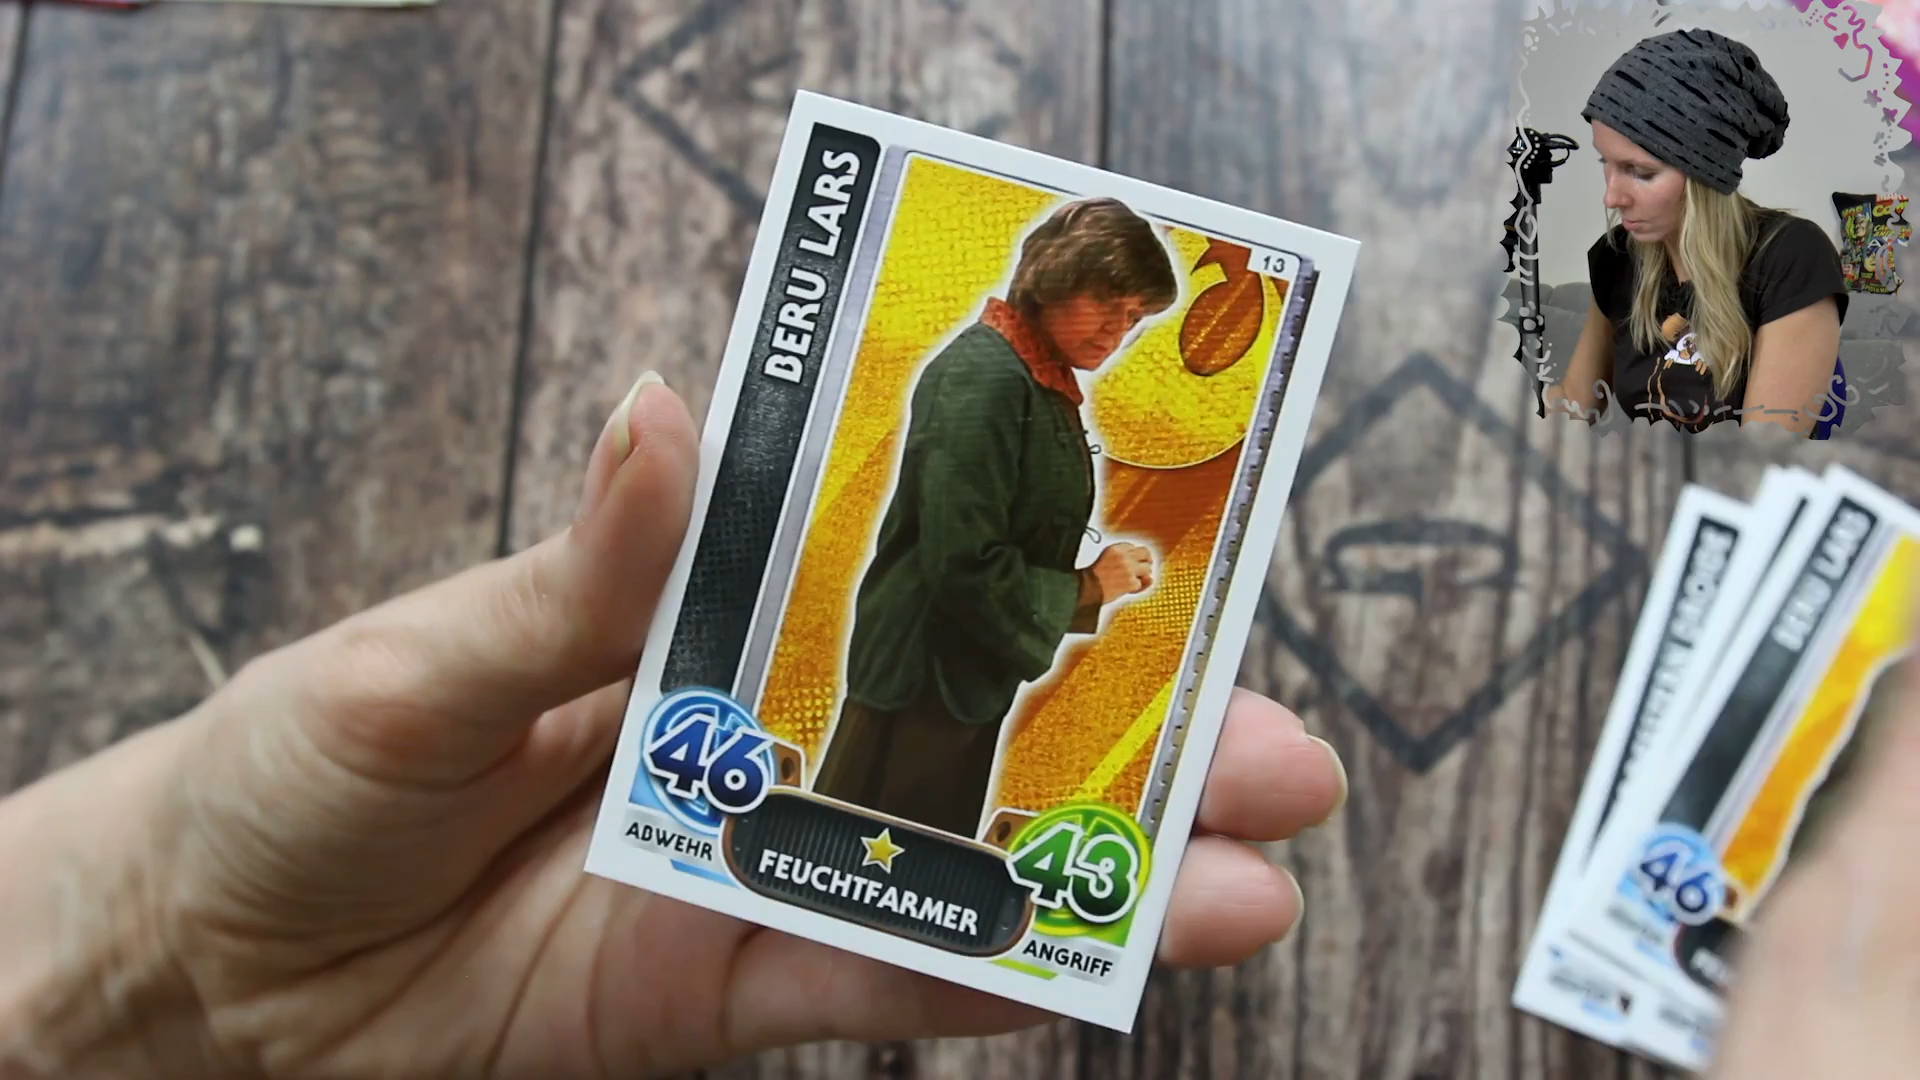 BERU LARS
13
46
ABWEHR
FEUCHTFARMER
43
ANGRIFF
BERU LARS
46